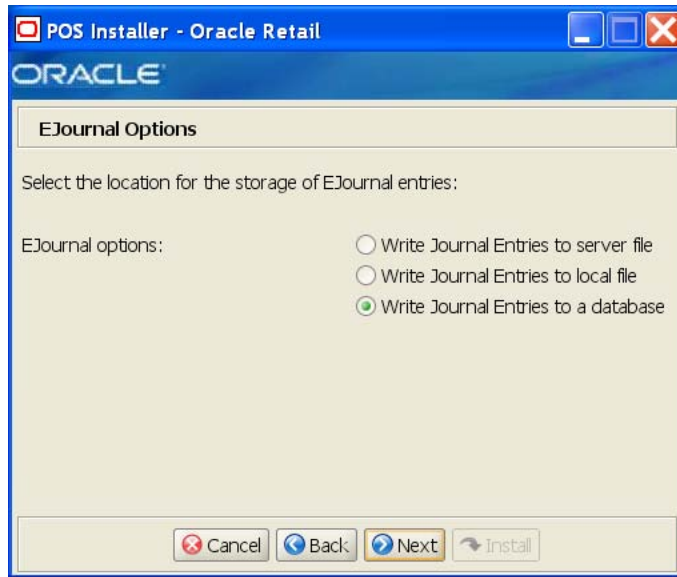 POS Installer - Oracle Retail
ORACLE
EJournal Options
Select the location for the storage of EJournal entries:
EJournal options:
Write Journal Entries to server file
Write Journal Entries to local file
Write Journal Entries to a database
Cancel Back Next Install